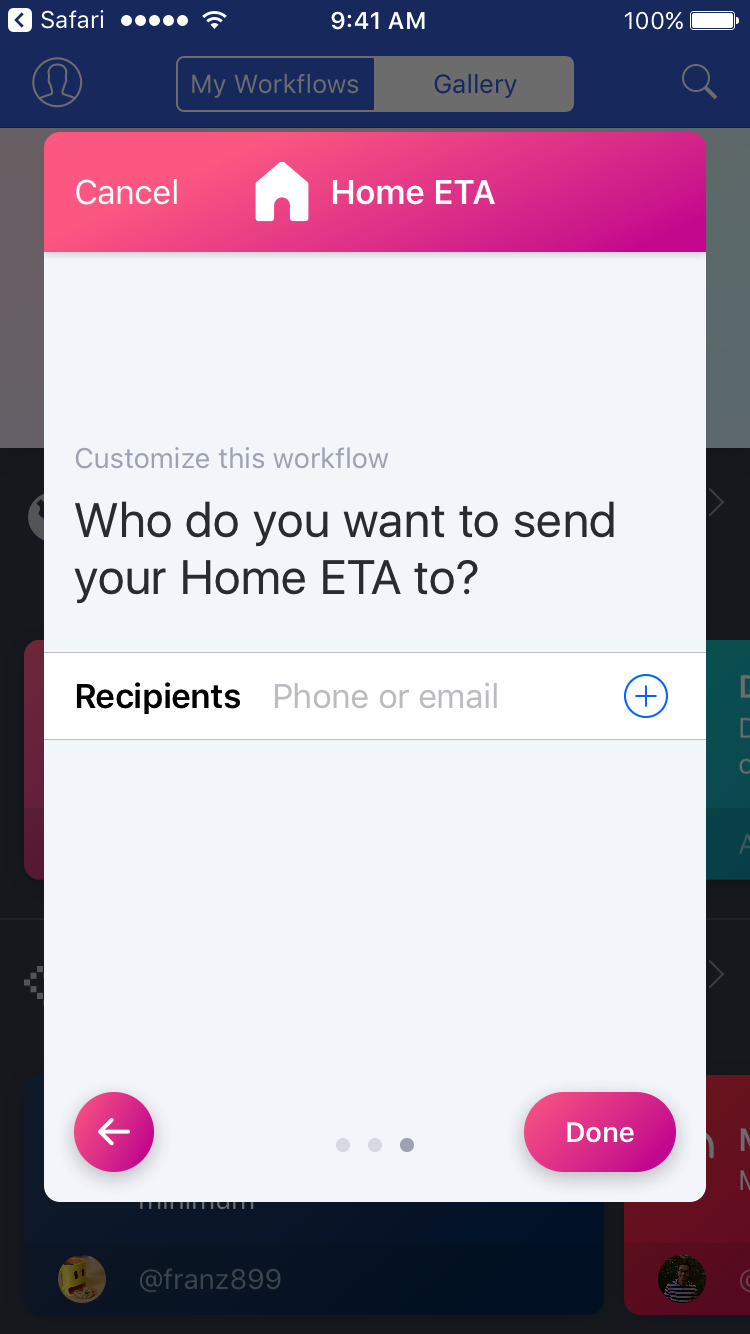 Safari 9:41 AM 100%
My Workflows Gallery
Cancel Home ETA
Customize this workflow
Who do you want to send
your Home ETA to?
Recipients Phone or email
Done
minimum
@franz899